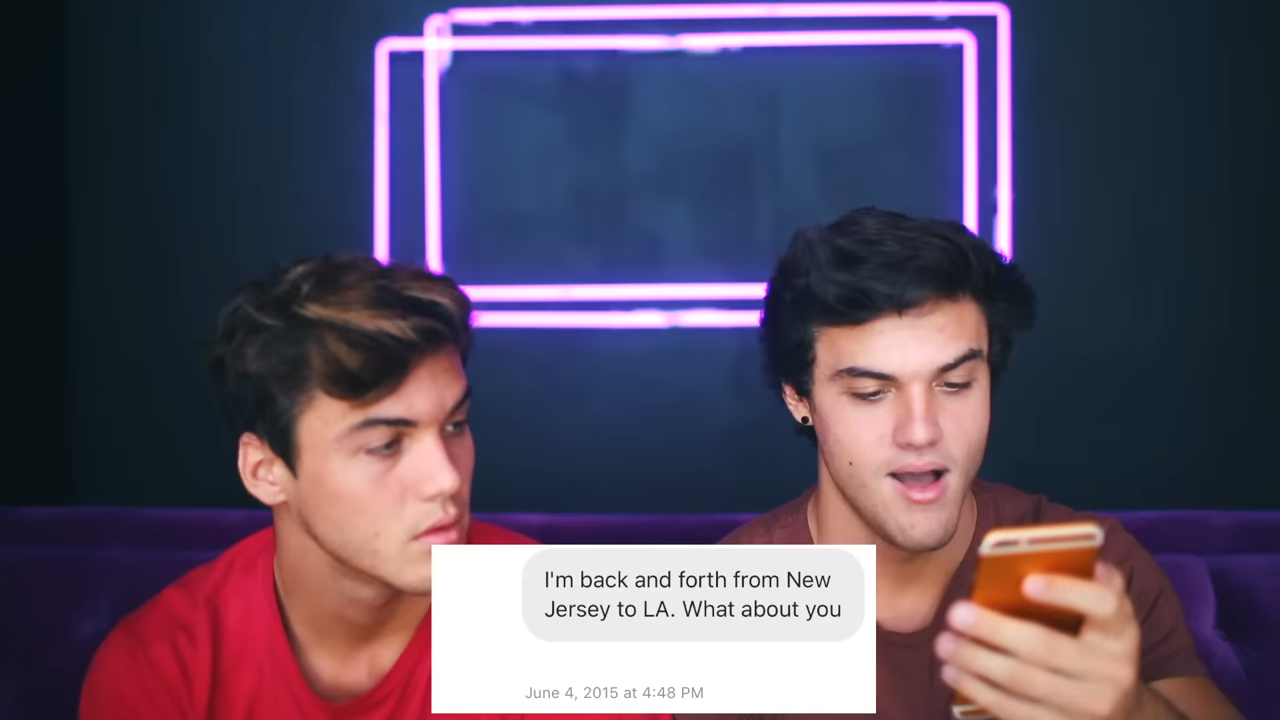 I'm back and forth from New
Jersey to LA. What about you
June 4, 2015 at 4:48 PM